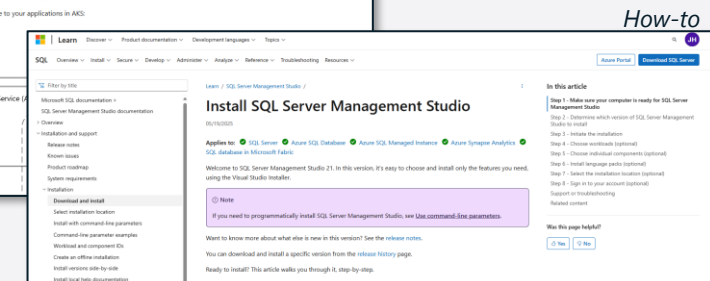 e to your applications in AKS:
How-to
Learn Discover Product documentation Development languages Topics
JH
SQL Overview Install Secure Develop Administer Analyze Reference Troubleshooting Resources
Azure Portal Download SQL Server
Filter by title
Microsoft SQL documentation
SQL Server Management Studio documentation
Overview
Installation and support
Release notes
Known issues
Product roadmap
System requirements
Installation
Download and install
Select installation location
Install with command-line parameters
Command-line parameter examples
Workload and component IDs
Create an offline installation
Install versions side-by-side
Install local help documentation
Service (A
Learn / SQL Server Management Studio /
Install SQL Server Management Studio
05/19/2025
Applies to: SQL Server Azure SQL Database Azure SQL Managed Instance Azure Synapse Analytics
SQL database in Microsoft Fabric
Welcome to SQL Server Management Studio 21. In this version, it's easy to choose and install only the features you need,
using the Visual Studio Installer.
Note
If you need to programmatically install SQL Server Management Studio, see Use command-line parameters.
Want to know more about what else is new in this version? See the release notes.
You can download and install a specific version from the release history page.
Ready to install? This article walks you through it, step-by-step.
In this article
Step 1 - Make sure your computer is ready for SQL Server
Management Studio
Step 2 - Determine which version of SQL Server Management
Studio to install
Step 3 - Initiate the installation
Step 4 - Choose workloads (optional)
Step 5 - Choose individual components (optional)
Step 6 - Install language packs (optional)
Step 7 - Select the installation location (optional)
Step 8 - Sign in to your account (optional)
Support or troubleshooting
Related content
Was this page helpful?
Yes No